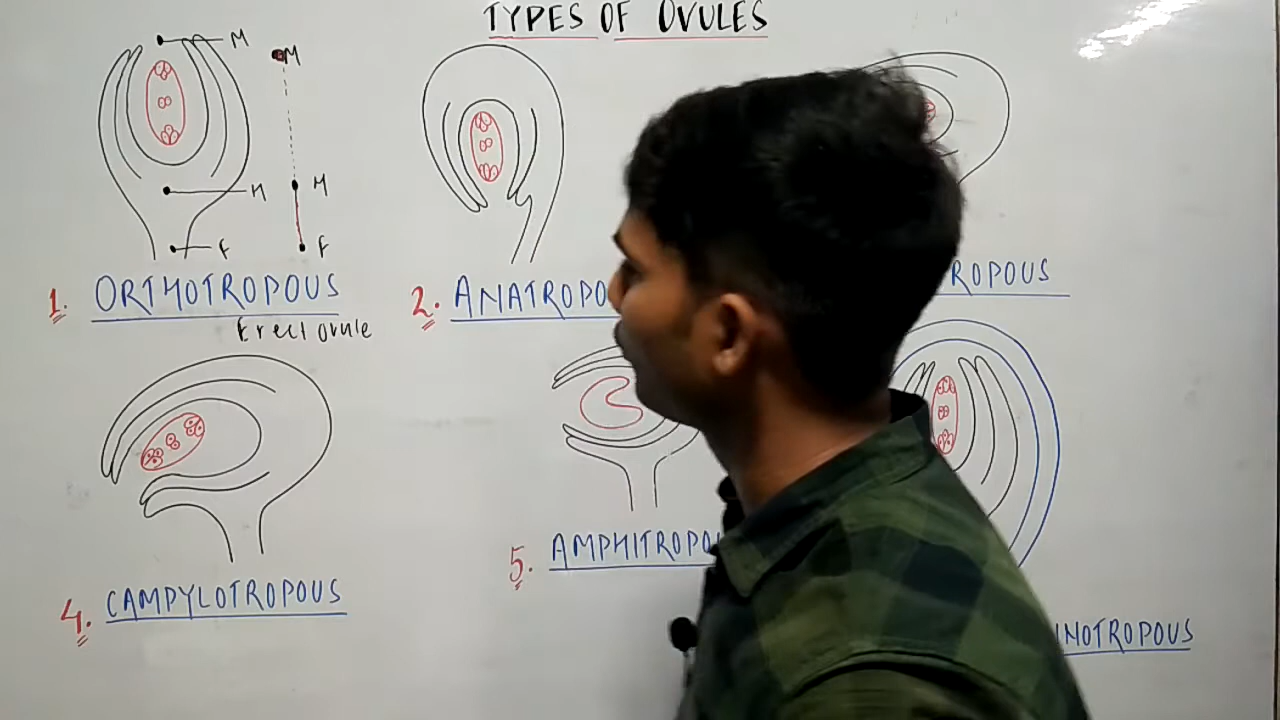 TYPES OF OVULES
M
M
M
M
F
F
1. ORTHOTROPOUS
Erect ovule
2. ANATROPO
ROPOUS
4. CAMPYLOTROPOUS
5. AMPHITROPO
INOTROPOUS